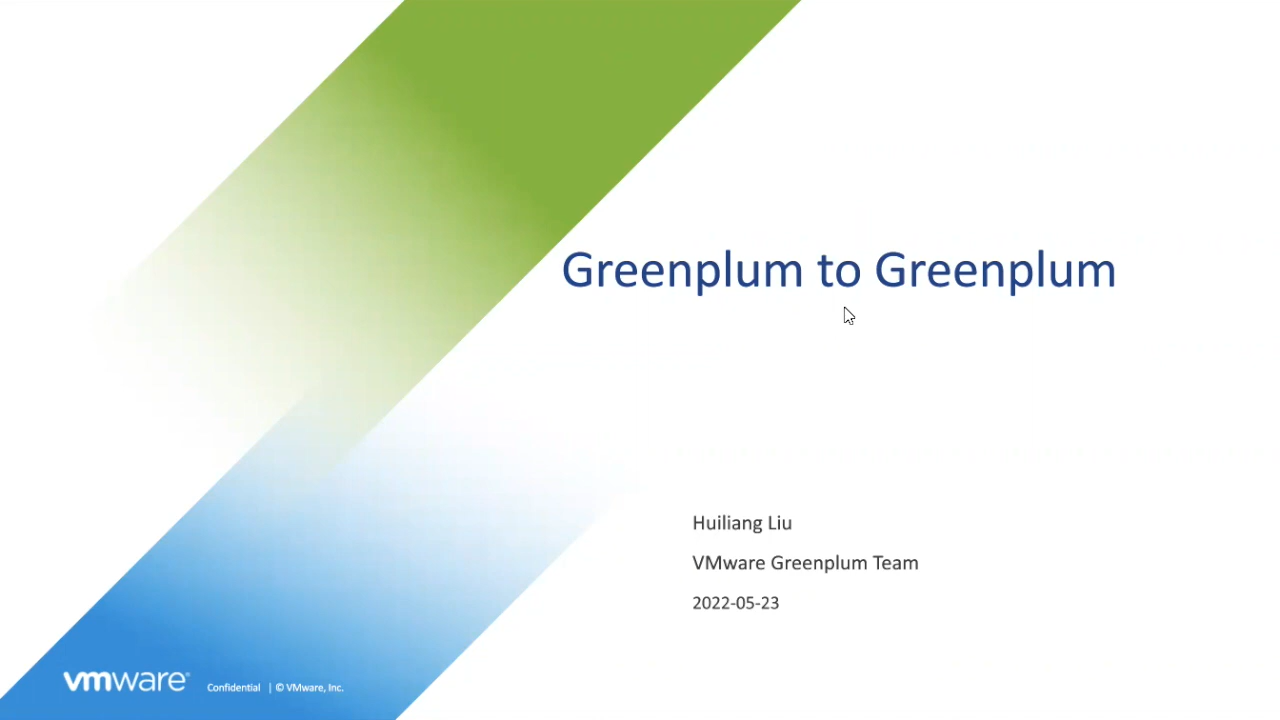 Greenplum to Greenplum
Huiliang Liu
VMware Greenplum Team
2022-05-23
vmware®
Confidential | © VMware, Inc.